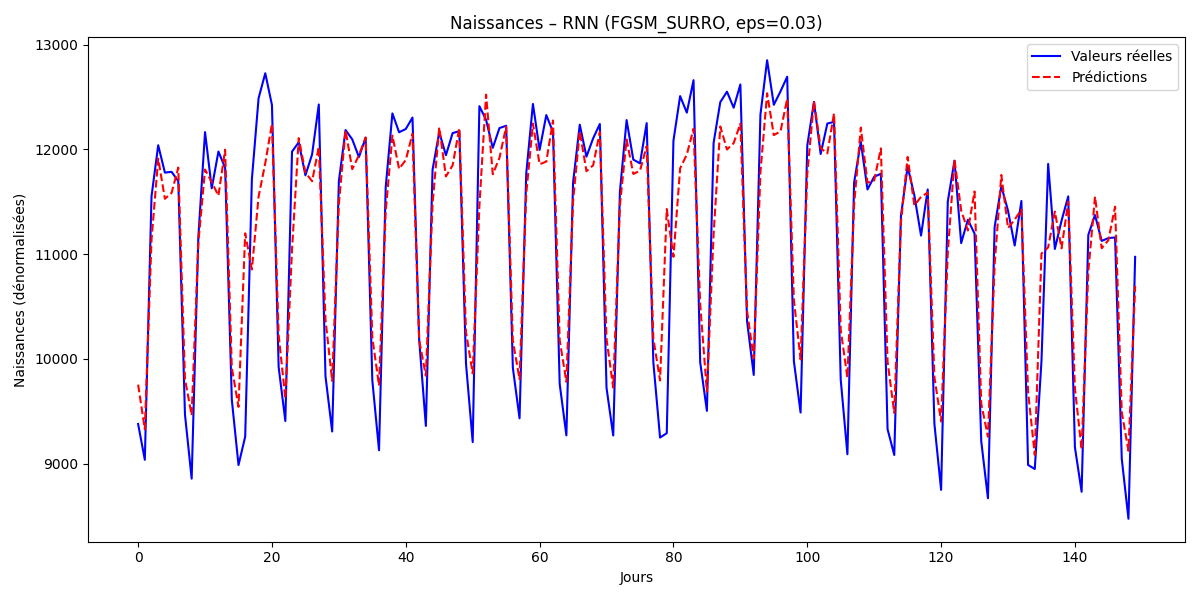 Naissances – RNN (FGSM_SURRO, eps=0.03)
Valeurs réelles
Prédictions
Naissances (dénormalisées)
13000
12000
11000
10000
9000
0 20 40 60 80 100 120 140
Jours